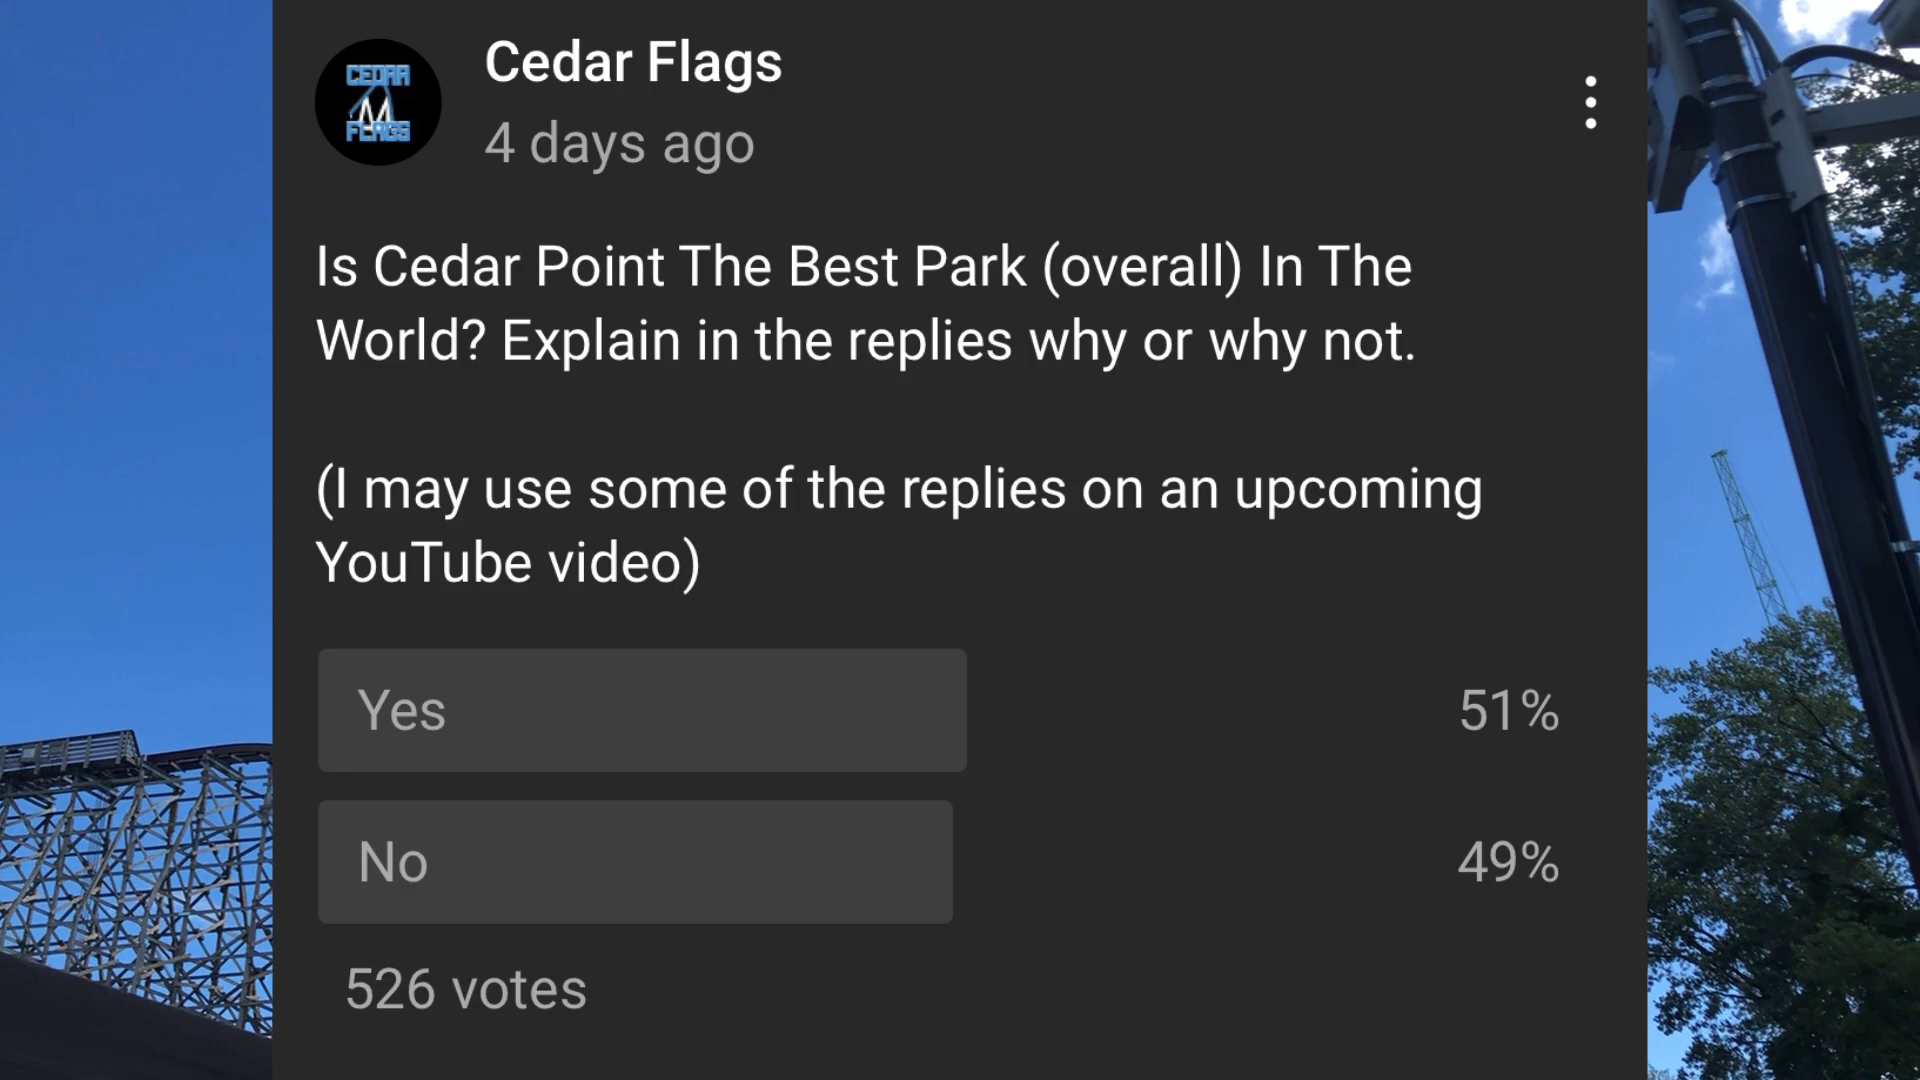 CEDAR
FLAGS
Cedar Flags
4 days ago
Is Cedar Point The Best Park (overall) In The
World? Explain in the replies why or why not.
(I may use some of the replies on an upcoming
YouTube video)
Yes 51%
No 49%
526 votes